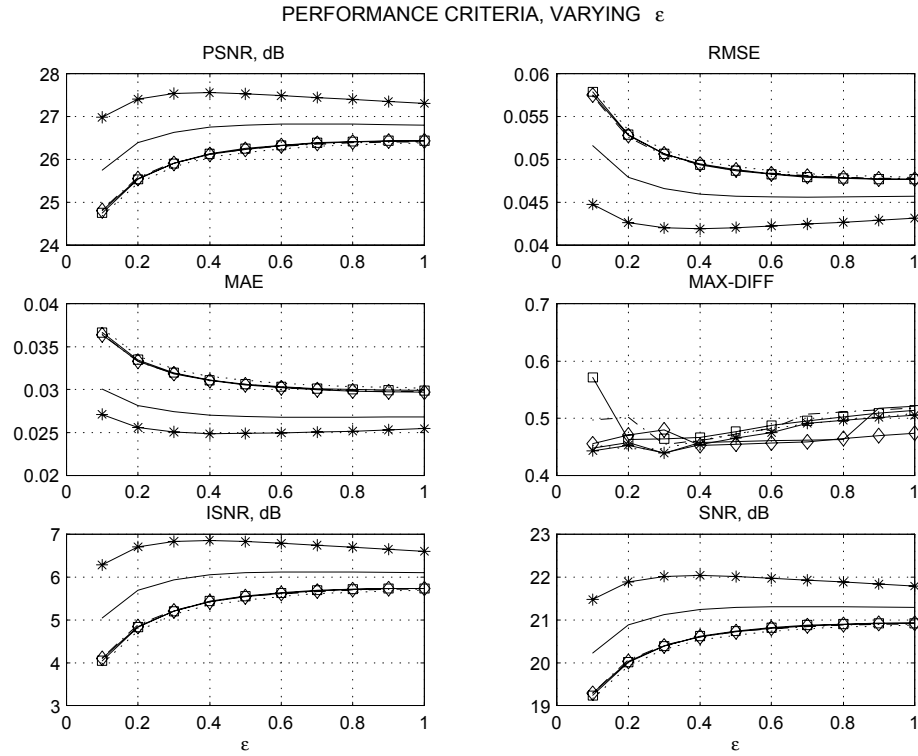 PERFORMANCE CRITERIA, VARYING ε
PSNR, dB
28
27
26
25
24
0 0.2 0.4 0.6 0.8 1
RMSE
0.06
0.055
0.05
0.045
0.04
0 0.2 0.4 0.6 0.8 1
MAE
0.04
0.035
0.03
0.025
0.02
0 0.2 0.4 0.6 0.8 1
MAX-DIFF
0.7
0.6
0.5
0.4
0 0.2 0.4 0.6 0.8 1
ISNR, dB
7
6
5
4
3
0 0.2 0.4 0.6 0.8 1
ε
SNR, dB
23
22
21
20
19
0 0.2 0.4 0.6 0.8 1
ε